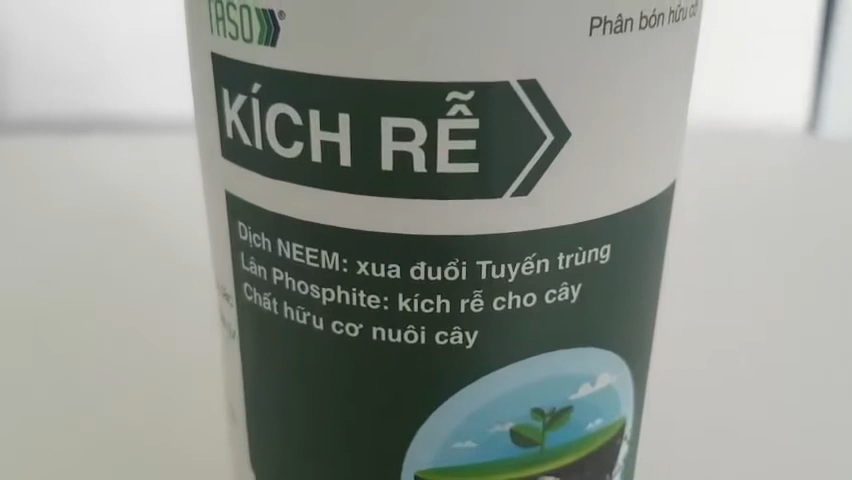 TASO®
Phân bón hữu cơ
KÍCH RỄ
Dịch NEEM: xua đuổi Tuyến trùng
Lân Phosphite: kích rễ cho cây
Chất hữu cơ nuôi cây